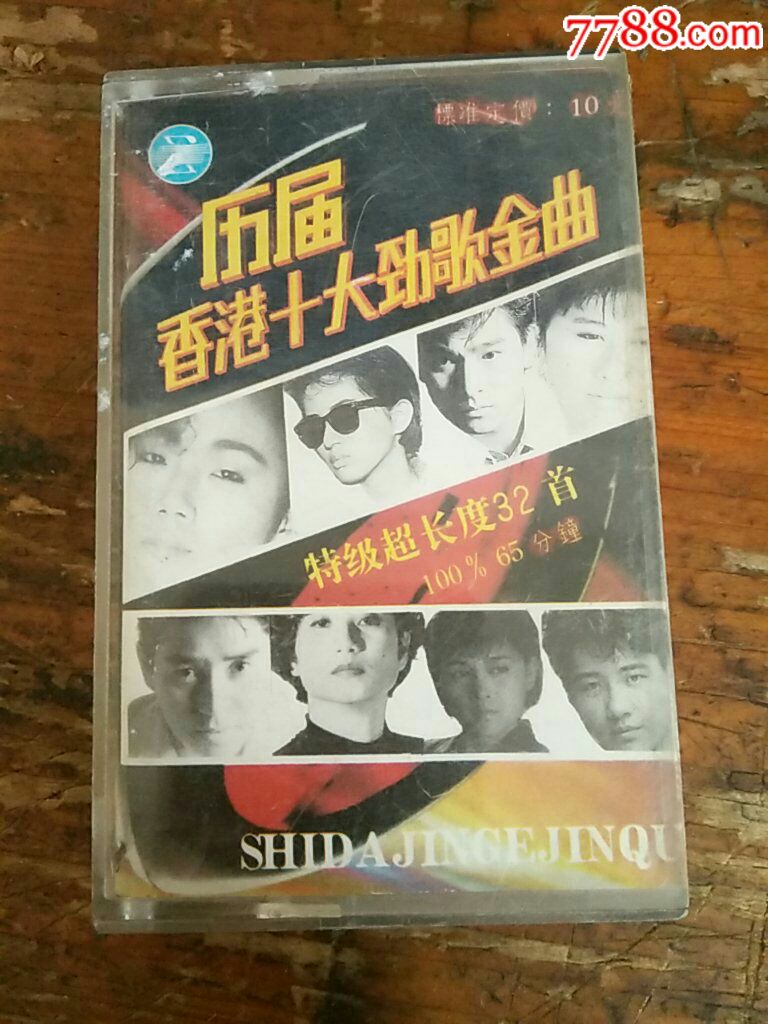 7788.com
標准定價：10
历届
香港十大劲歌金曲
特级超长度32首
100% 65 分鐘
SHIDAJINGEJINQU